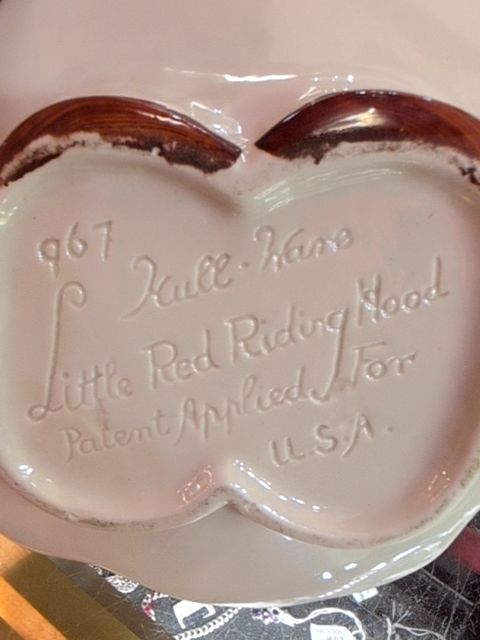 967
Hull-Ware
Little Red Riding Hood
Patent Applied For
U.S.A.